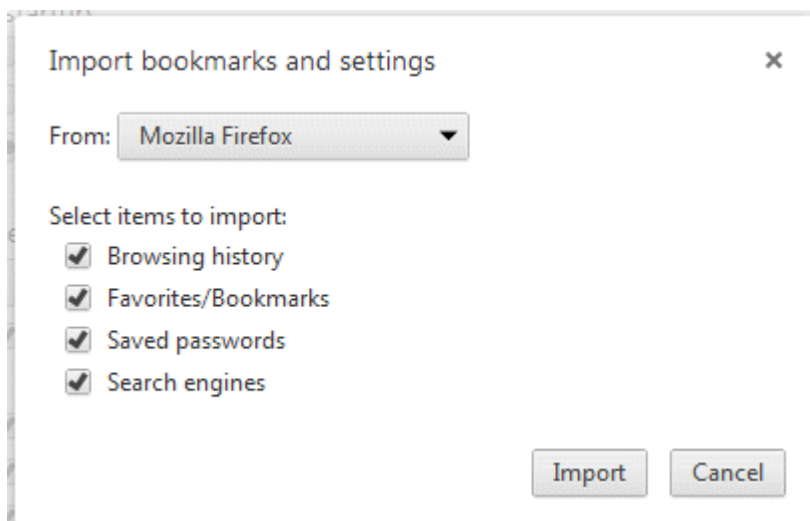 Import bookmarks and settings
From: Mozilla Firefox
Select items to import:
Browsing history
Favorites/Bookmarks
Saved passwords
Search engines
Import Cancel